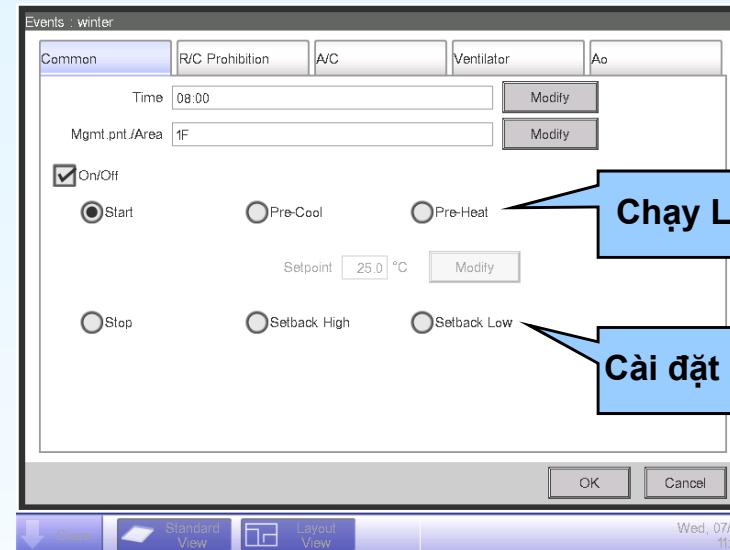 Events : winter
Common R/C Prohibition A/C Ventilator Ao
Time 08:00 Modify
Mgmt.pnt./Area 1F Modify
On/Off
Start Pre-Cool Pre-Heat
Chạy L
Setpoint 25.0 °C Modify
Stop Setback High Setback Low
Cài đặt
OK Cancel
Standard View
Layout View
Wed, 07/
11